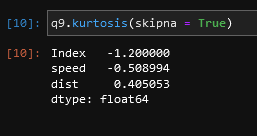 [10]: q9.kurtosis(skipna = True)
[10]: Index   -1.200000
speed   -0.508994
dist     0.405053
dtype: float64